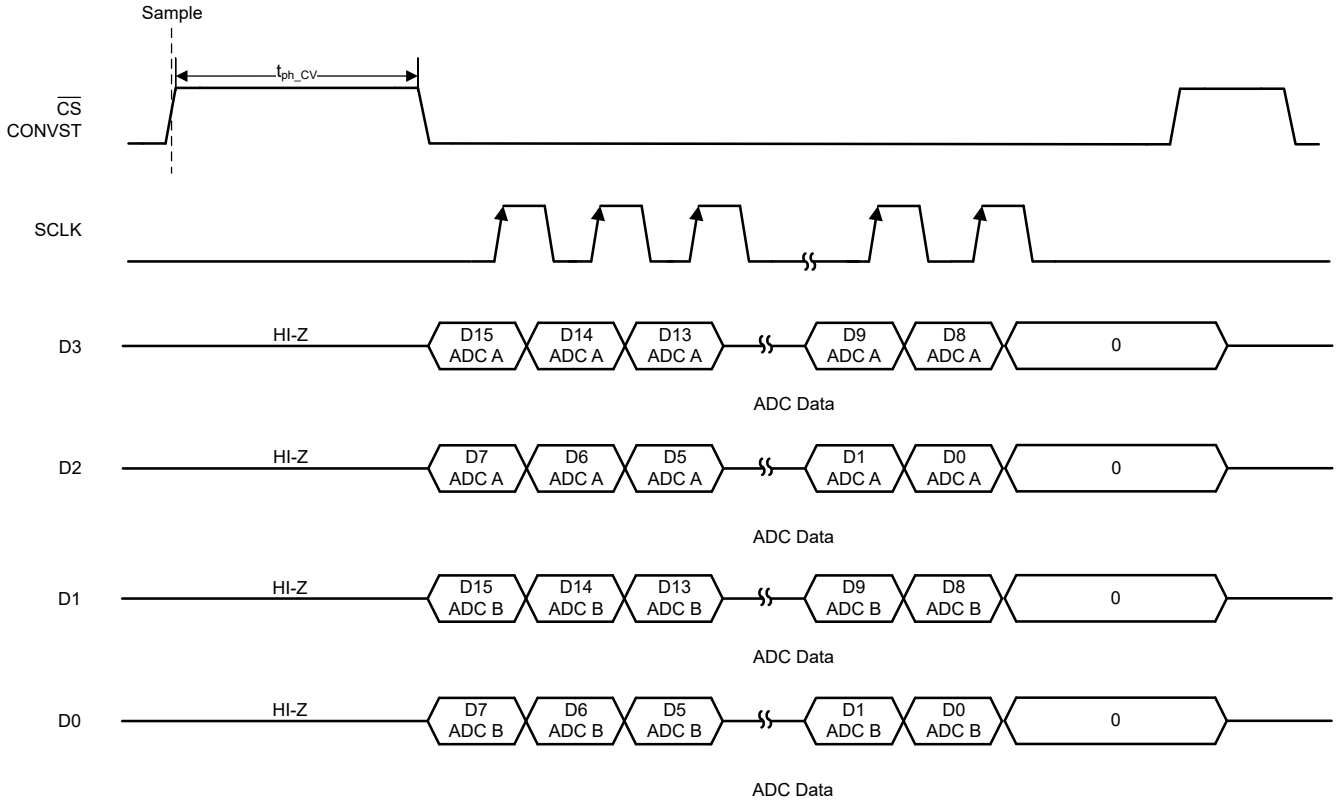 Sample
tph_CV
CS
CONVST
SCLK
D3
HI-Z
D15
ADC A
D14
ADC A
D13
ADC A
D9
ADC A
D8
ADC A
0
ADC Data
D2
HI-Z
D7
ADC A
D6
ADC A
D5
ADC A
D1
ADC A
D0
ADC A
0
ADC Data
D1
HI-Z
D15
ADC B
D14
ADC B
D13
ADC B
D9
ADC B
D8
ADC B
0
ADC Data
D0
HI-Z
D7
ADC B
D6
ADC B
D5
ADC B
D1
ADC B
D0
ADC B
0
ADC Data